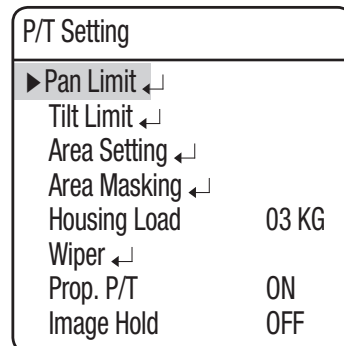 P/T Setting
▶Pan Limit ↵
Tilt Limit ↵
Area Setting ↵
Area Masking ↵
Housing Load 03 KG
Wiper ↵
Prop. P/T ON
Image Hold OFF